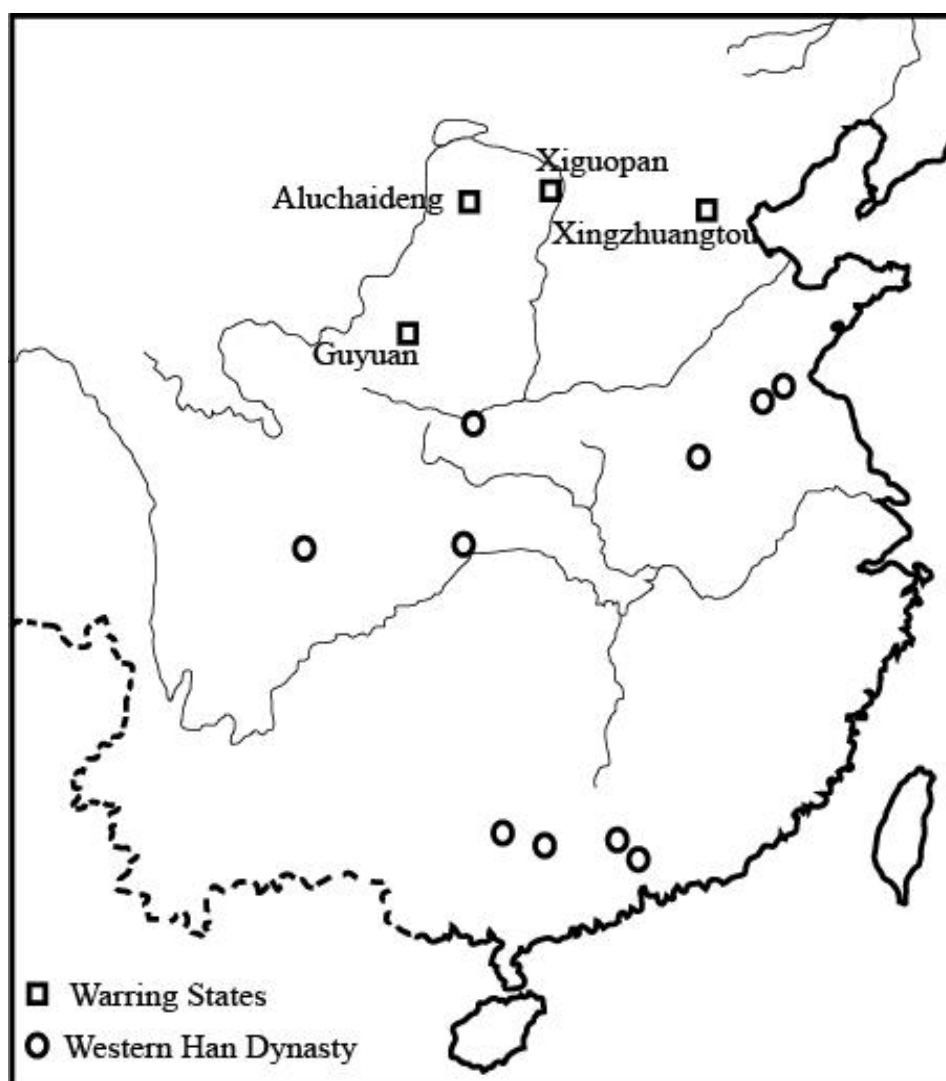 Xiguopan
Aluchaideng
Xingzhuangtou
Guyuan
Warring States
Western Han Dynasty